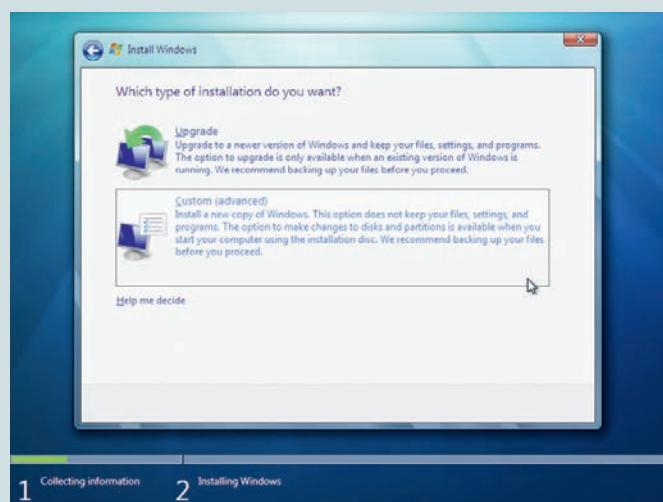 Install Windows
Which type of installation do you want?
Upgrade
Upgrade to a newer version of Windows and keep your files, settings, and programs.
The option to upgrade is only available when an existing version of Windows is
running. We recommend backing up your files before you proceed.
Custom (advanced)
Install a new copy of Windows. This option does not keep your files, settings, and
programs. The option to make changes to disks and partitions is available when you
start your computer using the installation disc. We recommend backing up your files
before you proceed.
Help me decide
1 Collecting information 2 Installing Windows